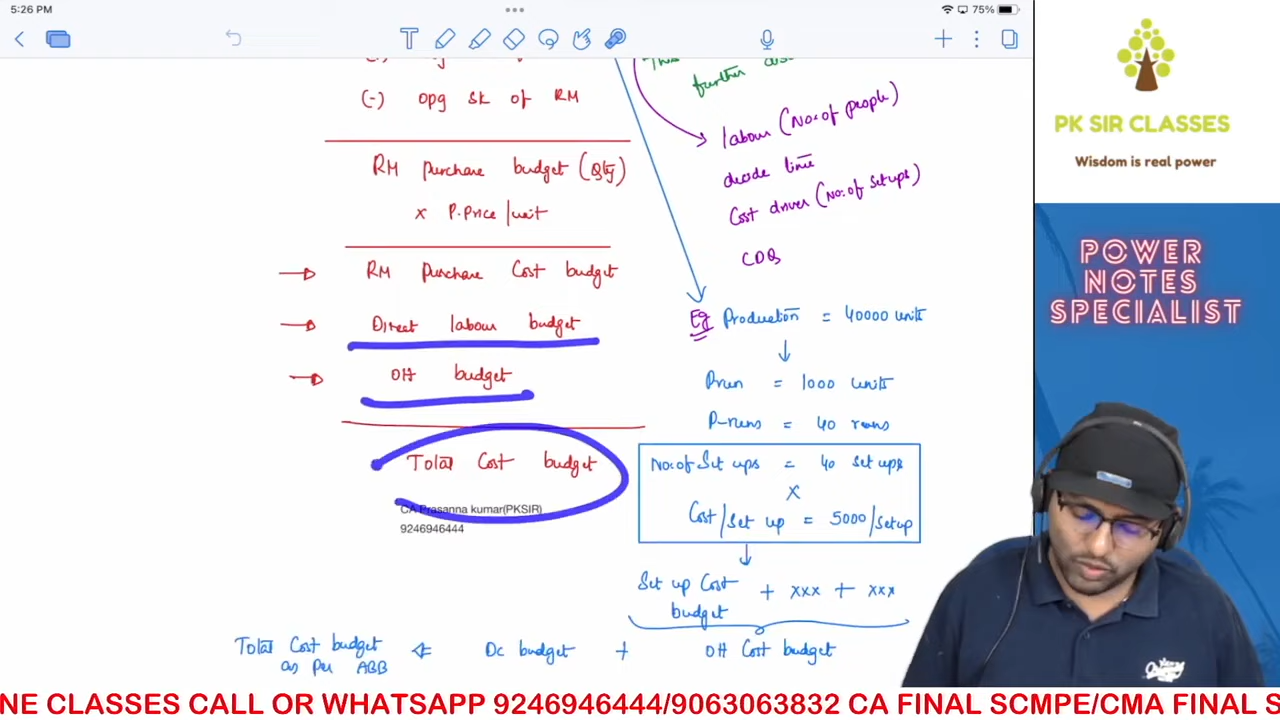 5:26 PM
75%
T
further
(-) opg sk of RM
RM purchase budget (Qty)
x P.Price/unit
→ RM Purchase Cost budget
→ Direct labour budget
→ OH budget
Total Cost budget
CA Prasanna kumar(PKSIR)
9246946444
labour (No. of people)
decide line
Cost driver (No. of set ups)
CDQ
Eg Production = 40000 units
↓
Prun = 1000 units
P-runs = 40 runs
No. of Set ups = 40 set ups
X
Cost/Set up = 5000/Setup
↓
Set up Cost budget + xxx + xxx
Total Cost budget as per ABB ⇐ Dc budget + OH Cost budget
PK SIR CLASSES
Wisdom is real power
POWER
NOTES
SPECIALIST
NE CLASSES CALL OR WHATSAPP 9246946444/9063063832 CA FINAL SCMPE/CMA FINAL S